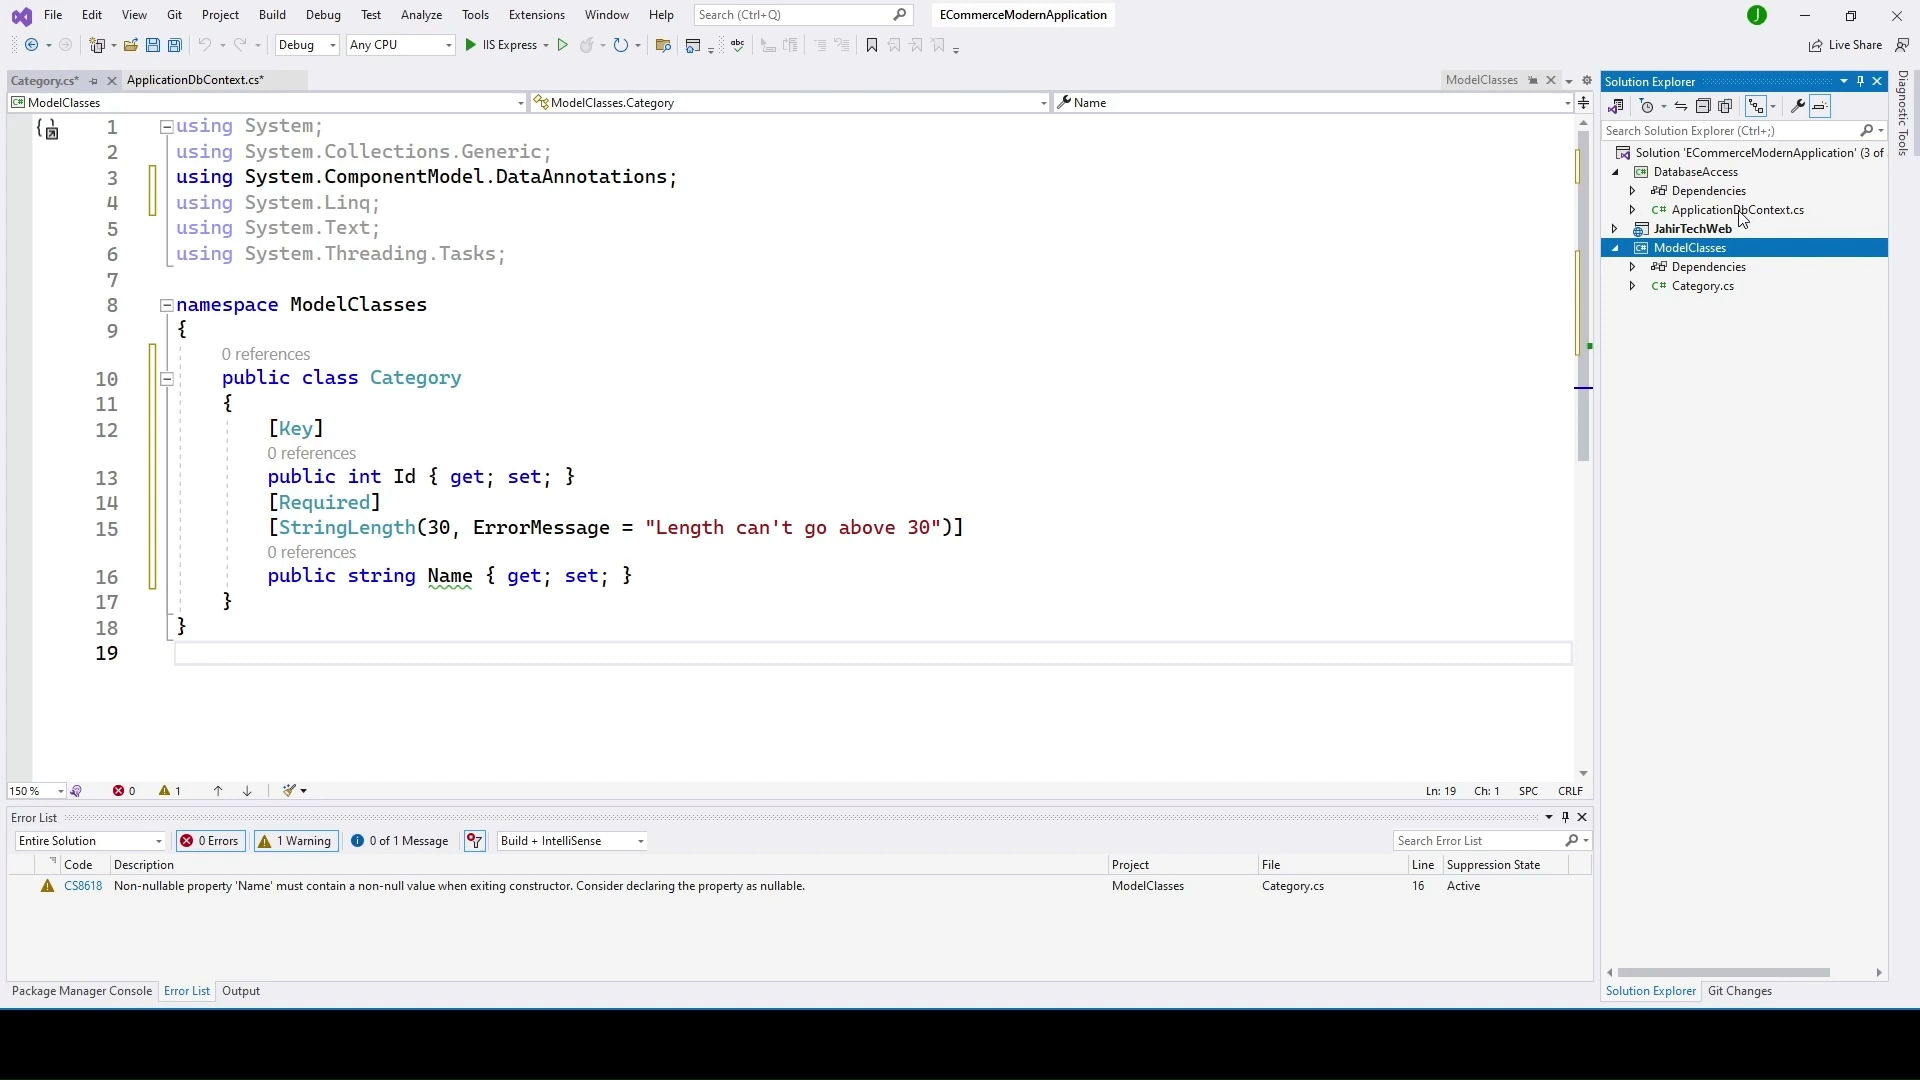 File Edit View Git Project Build Debug Test Analyze Tools Extensions Window Help Search (Ctrl+Q) ECommerceModernApplication J
Debug Any CPU IIS Express Live Share
Category.cs* ApplicationDbContext.cs* ModelClasses
ModelClasses ModelClasses.Category Name
1 using System;
2 using System.Collections.Generic;
3 using System.ComponentModel.DataAnnotations;
4 using System.Linq;
5 using System.Text;
6 using System.Threading.Tasks;
7
8 namespace ModelClasses
9 {
0 references
10 public class Category
11 {
12 [Key]
0 references
13 public int Id { get; set; }
14 [Required]
15 [StringLength(30, ErrorMessage = "Length can't go above 30")]
0 references
16 public string Name { get; set; }
17 }
18 }
19
150 % 0 1 Ln: 19 Ch: 1 SPC CRLF
Error List
Entire Solution 0 Errors 1 Warning 0 of 1 Message Build + IntelliSense Search Error List
Code Description Project File Line Suppression State
CS8618 Non-nullable property 'Name' must contain a non-null value when exiting constructor. Consider declaring the property as nullable. ModelClasses Category.cs 16 Active
Package Manager Console Error List Output
Solution Explorer
Search Solution Explorer (Ctrl+;)
Solution 'ECommerceModernApplication' (3 of
DatabaseAccess
Dependencies
C# ApplicationDbContext.cs
JahirTechWeb
ModelClasses
Dependencies
C# Category.cs
Solution Explorer Git Changes
Diagnostic Tools